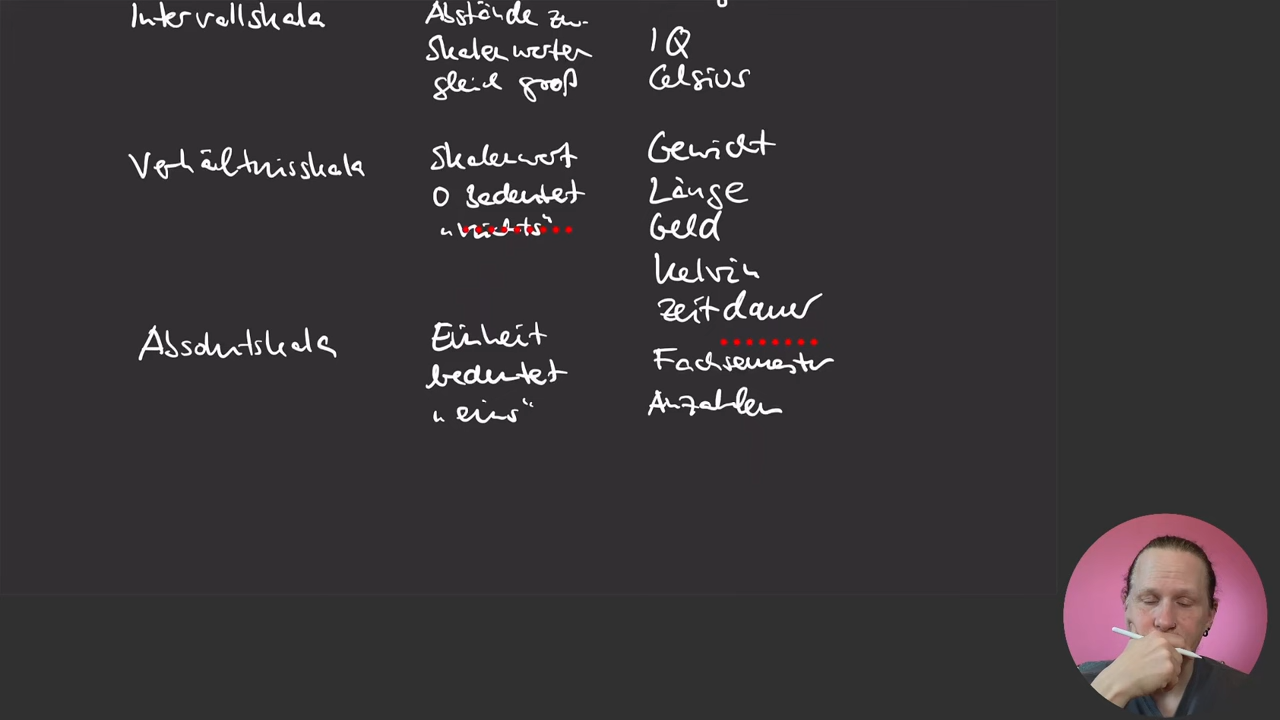 Intervallskala
Abstände zw.
Skalenwerten
gleich groß
IQ
Celsius
Verhältnisskala
Skalenwert
0 bedeutet
„nichts“
Gewicht
Länge
Geld
Kelvin
Zeitdauer
Absolutskala
Einheit
bedeutet
„eins“
Fachsemester
Anzahlen